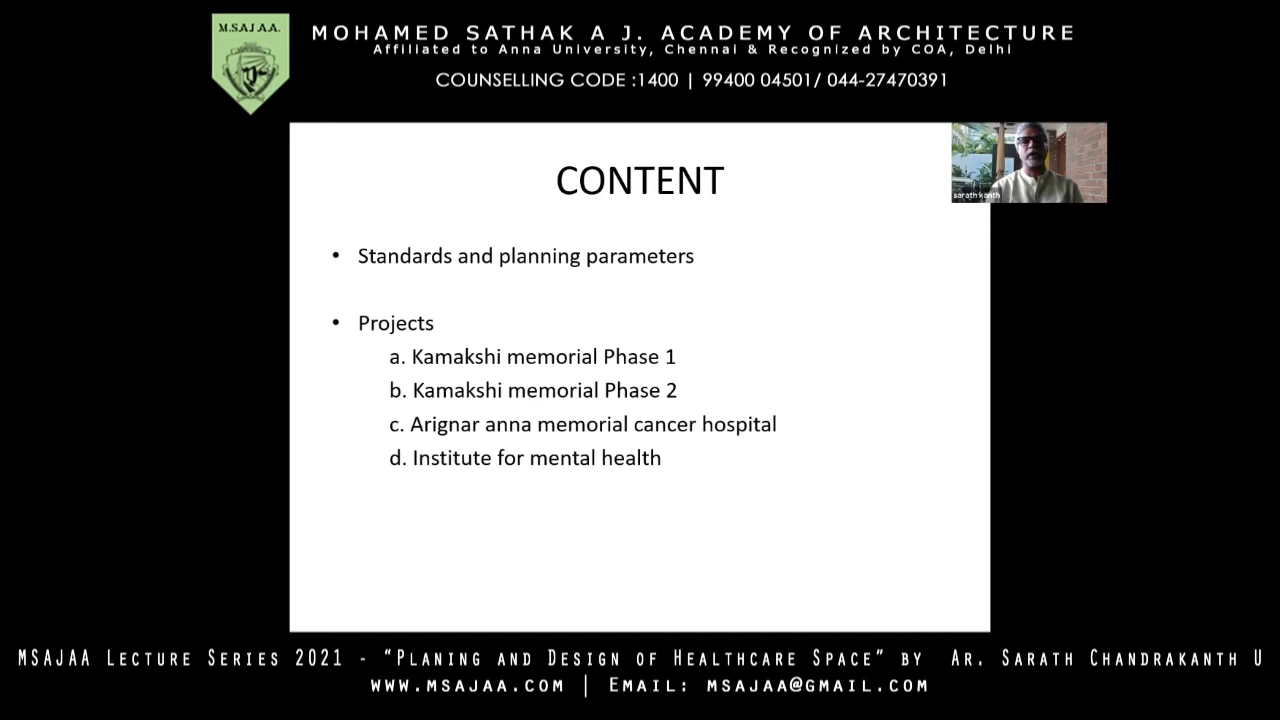 M.S.A.J.A.A.
MOHAMED SATHAK A J. ACADEMY OF ARCHITECTURE
Affiliated to Anna University, Chennai & Recognized by COA, Delhi
COUNSELLING CODE :1400 | 99400 04501/ 044-27470391
CONTENT
sarath kanth
• Standards and planning parameters
• Projects
a. Kamakshi memorial Phase 1
b. Kamakshi memorial Phase 2
c. Arignar anna memorial cancer hospital
d. Institute for mental health
MSAJAA Lecture Series 2021 - “Planing and Design of Healthcare Space” by Ar. Sarath Chandrakanth U
www.msajaa.com | Email: msajaa@gmail.com